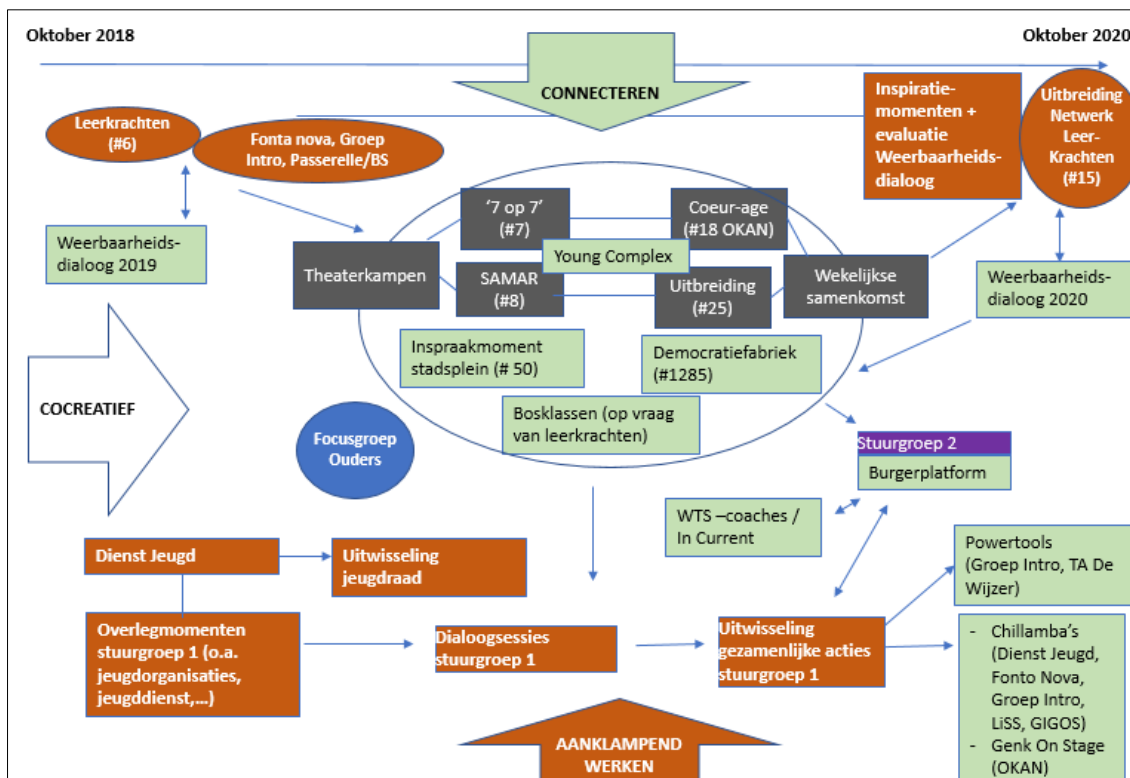 Oktober 2018
Oktober 2020
CONNECTEREN
Leerkrachten
(#6)
Fonta nova, Groep
Intro, Passerelle/BS
Inspiratie-
momenten +
evaluatie
Weerbaarheids-
dialoog
Uitbreiding
Netwerk
Leer-
Krachten
(#15)
Weerbaarheids-
dialoog 2019
Theaterkampen
'7 op 7'
(#7)
Coeur-age
(#18 OKAN)
Young Complex
SAMAR
(#8)
Uitbreiding
(#25)
Wekelijkse
samenkomst
Weerbaarheids-
dialoog 2020
Inspraakmoment
stadsplein (# 50)
Democratiefabriek
(#1285)
Bosklassen (op vraag
van leerkrachten)
COCREATIEF
Focusgroep
Ouders
Stuurgroep 2
Burgerplatform
WTS –coaches /
In Current
Dienst Jeugd
Uitwisseling
jeugdraad
Powertools
(Groep Intro, TA De
Wijzer)
Overlegmomenten
stuurgroep 1 (o.a.
jeugdorganisaties,
jeugddienst,...)
Dialoogsessies
stuurgroep 1
Uitwisseling
gezamenlijke acties
stuurgroep 1
- Chillamba's
(Dienst Jeugd,
Fonto Nova,
Groep Intro,
LiSS, GIGOS)
- Genk On Stage
(OKAN)
AANKLAMPEND
WERKEN